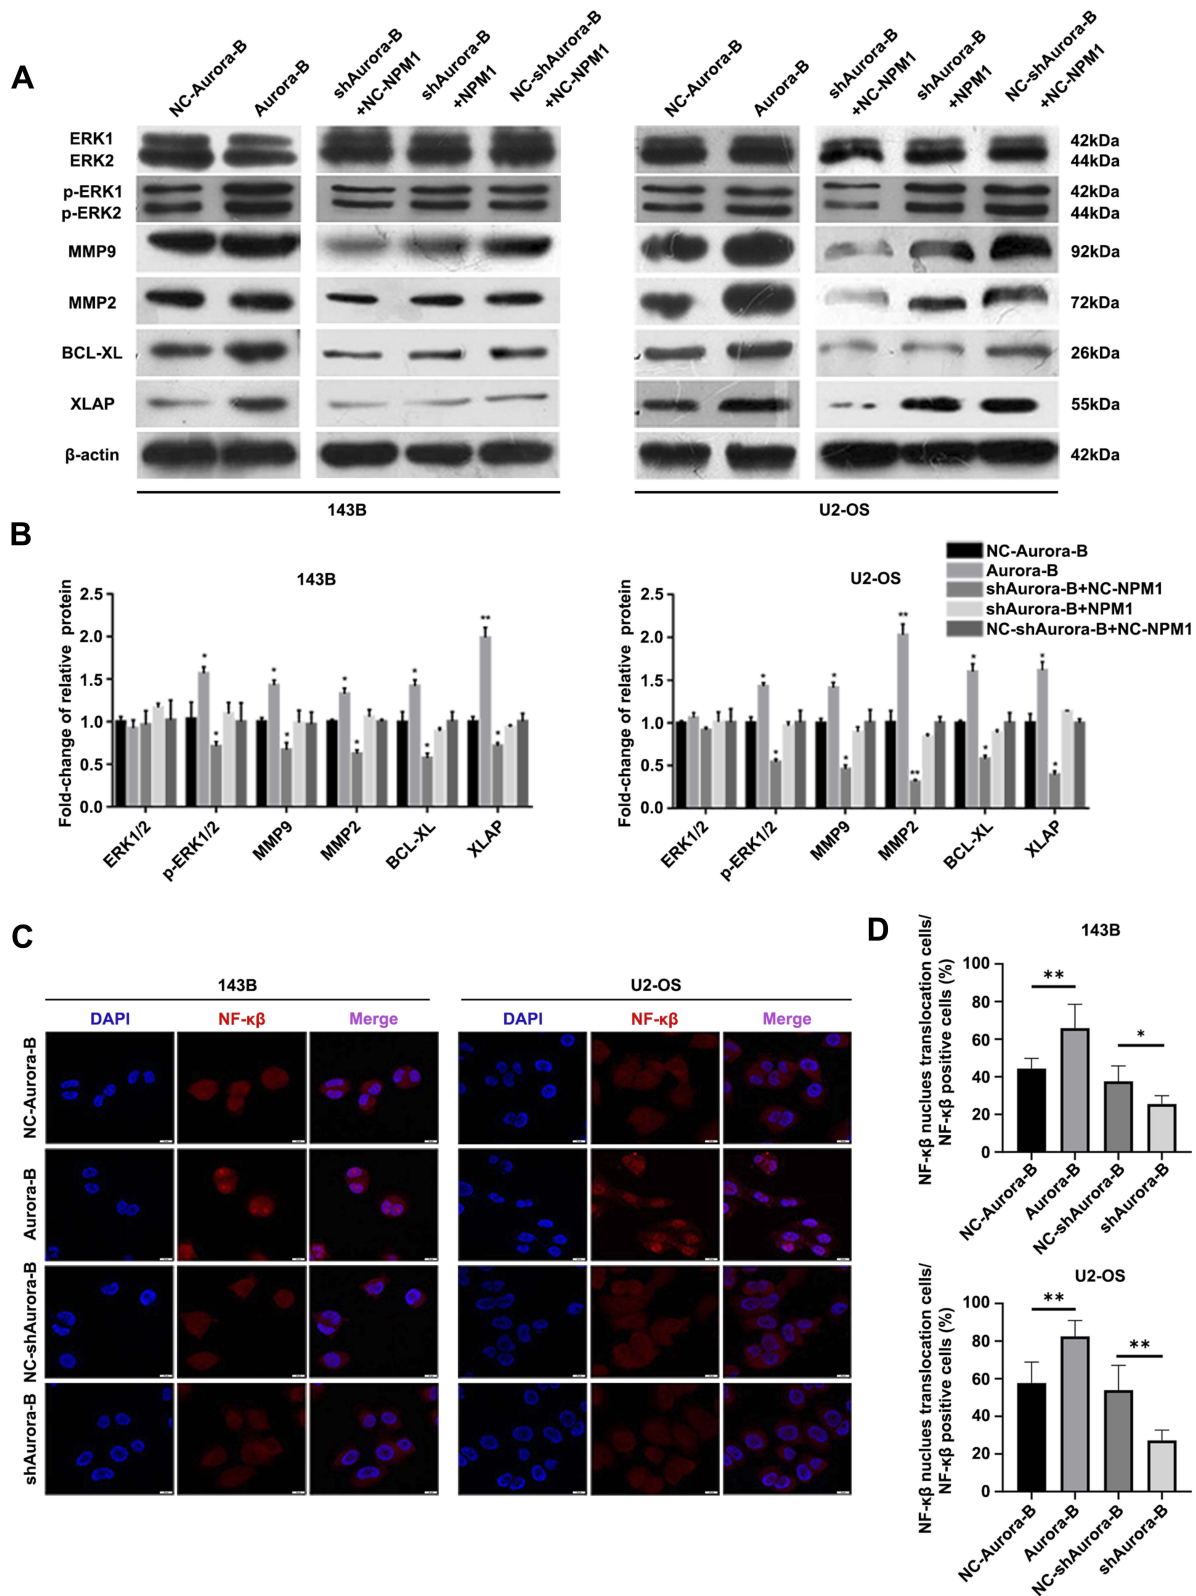 A
NC-Aurora-B
Aurora-B
shAurora-B
+NC-NPM1
shAurora-B
+NPM1
NC-shAurora-B
+NC-NPM1
NC-Aurora-B
Aurora-B
shAurora-B
+NC-NPM1
shAurora-B
+NPM1
NC-shAurora-B
+NC-NPM1
ERK1
ERK2
42kDa
44kDa
p-ERK1
p-ERK2
42kDa
44kDa
MMP9
92kDa
MMP2
72kDa
BCL-XL
26kDa
XLAP
55kDa
β-actin
42kDa
143B
U2-OS
B
NC-Aurora-B
Aurora-B
shAurora-B+NC-NPM1
shAurora-B+NPM1
NC-shAurora-B+NC-NPM1
143B
Fold-change of relative protein
2.5
2.0
1.5
1.0
0.5
0.0
*
*
*
*
*
*
*
*
**
*
ERK1/2
p-ERK1/2
MMP9
MMP2
BCL-XL
XLAP
U2-OS
Fold-change of relative protein
2.5
2.0
1.5
1.0
0.5
0.0
*
*
*
*
**
**
*
*
*
*
ERK1/2
p-ERK1/2
MMP9
MMP2
BCL-XL
XLAP
C
143B
U2-OS
DAPI
NF-κβ
Merge
DAPI
NF-κβ
Merge
NC-Aurora-B
Aurora-B
NC-shAurora-B
shAurora-B
D
143B
NF-κβ nuclues translocation cells/
NF-κβ positive cells (%)
100
80
60
40
20
0
**
*
NC-Aurora-B
Aurora-B
NC-shAurora-B
shAurora-B
U2-OS
NF-κβ nuclues translocation cells/
NF-κβ positive cells (%)
100
80
60
40
20
0
**
**
NC-Aurora-B
Aurora-B
NC-shAurora-B
shAurora-B